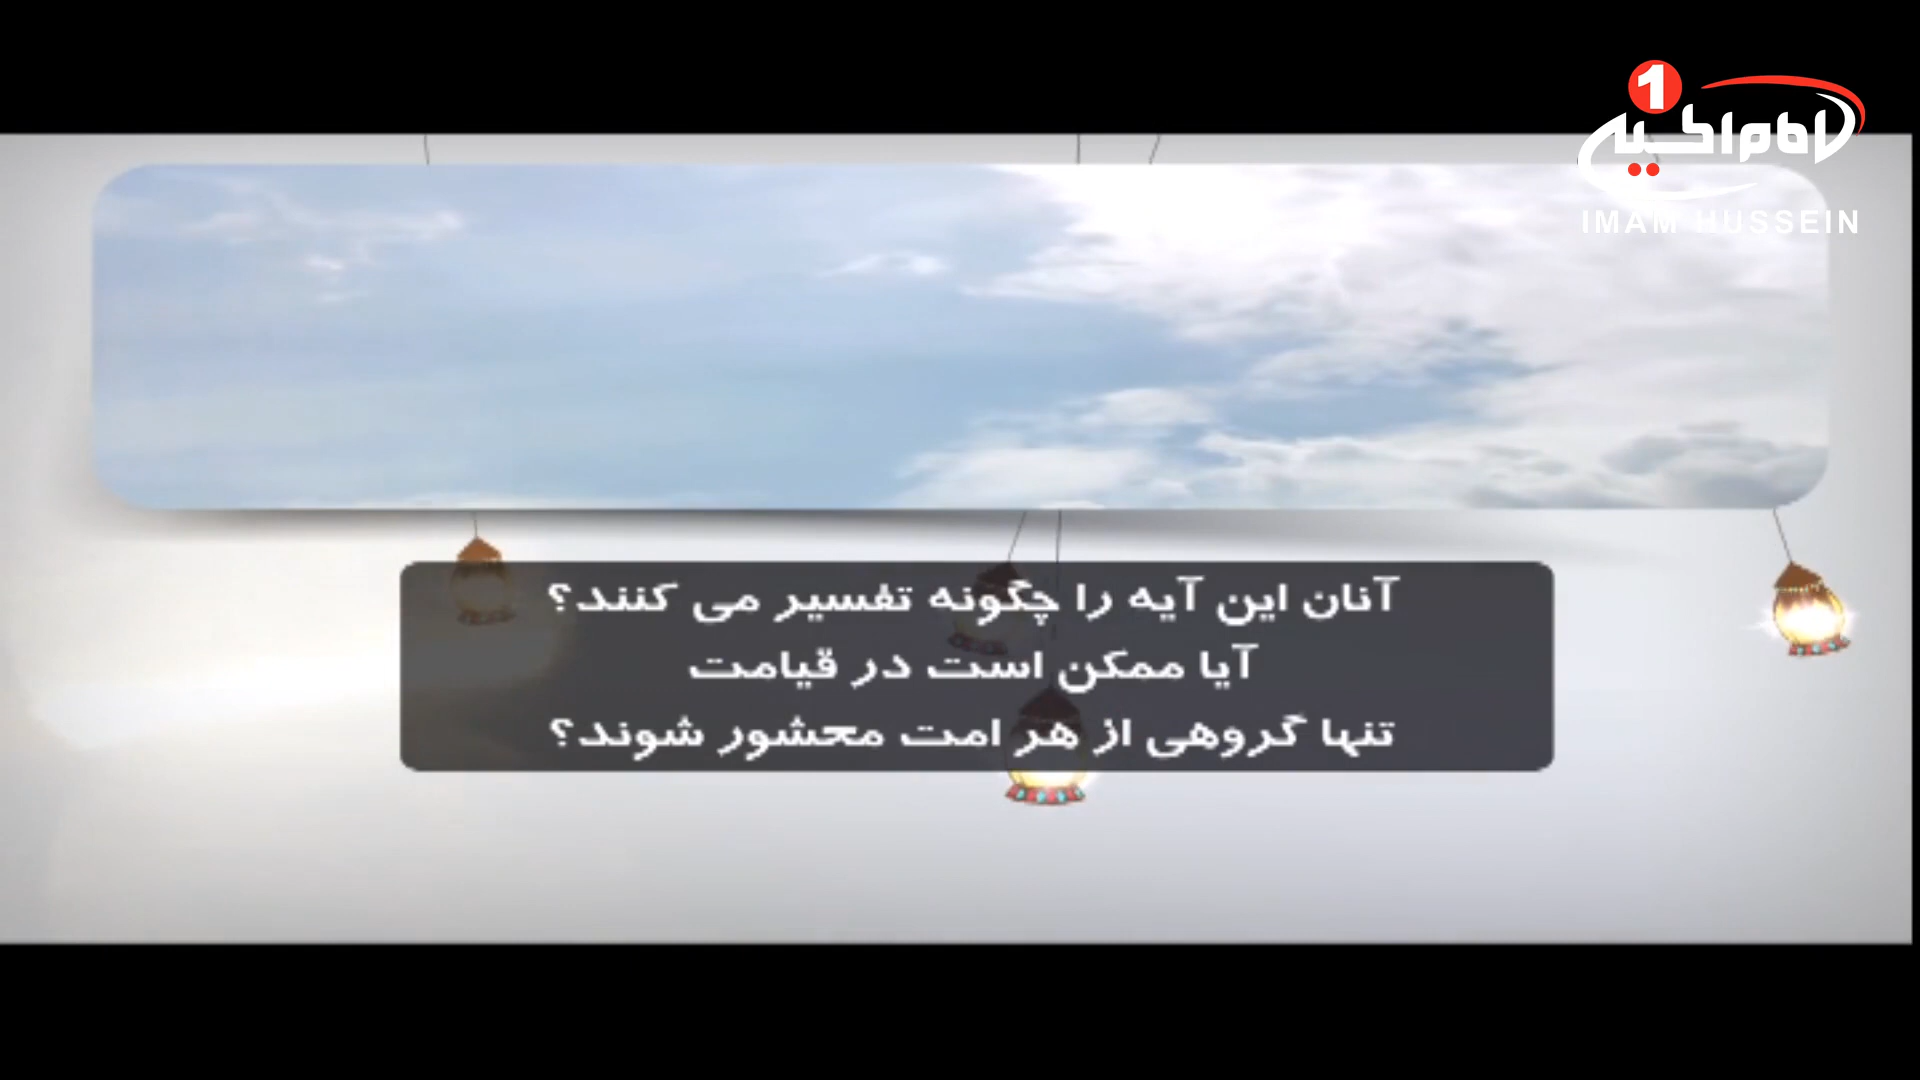 1
امام حسین
IMAM HUSSEIN
آنان این آیه را چگونه تفسیر می کنند؟
آیا ممکن است در قیامت
تنها گروهی از هر امت محشور شوند؟